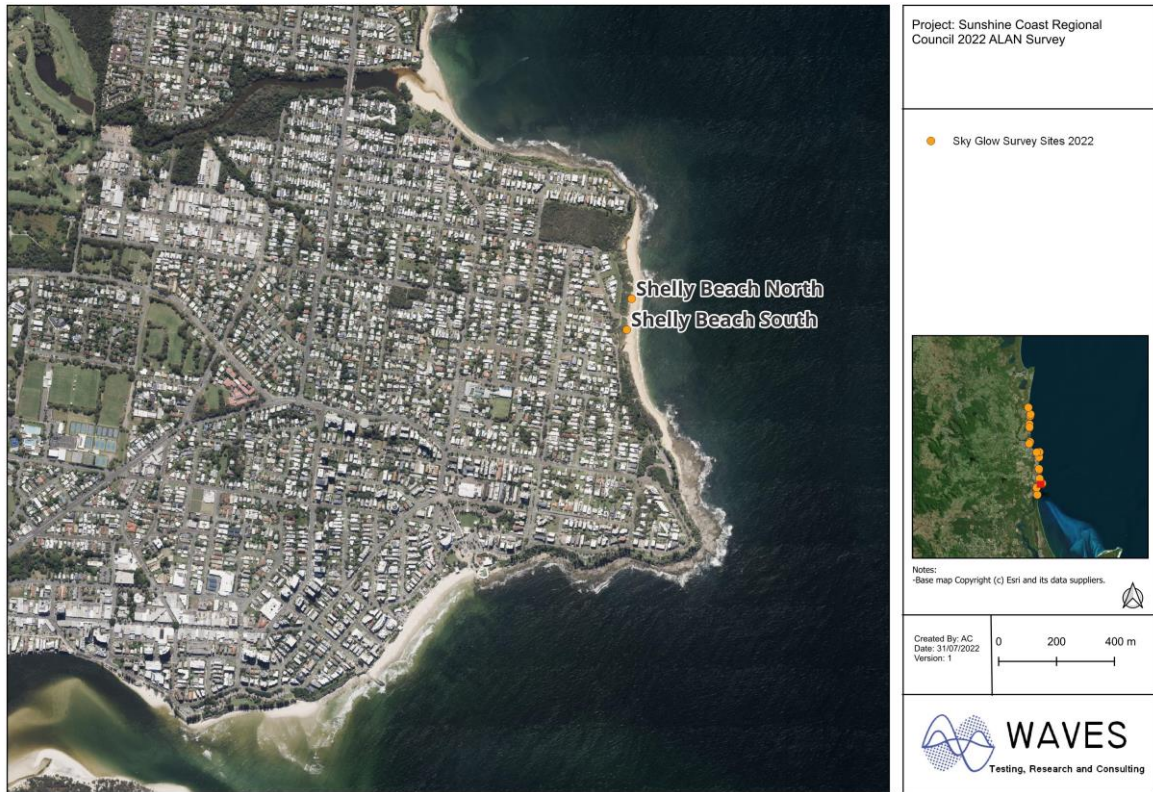 Project: Sunshine Coast Regional
Council 2022 ALAN Survey
Sky Glow Survey Sites 2022
Shelly Beach North
Shelly Beach South
Notes:
-Base map Copyright (c) Esri and its data suppliers.
Created By: AC
Date: 31/07/2022
Version: 1
0 200 400 m
WAVES
Testing, Research and Consulting